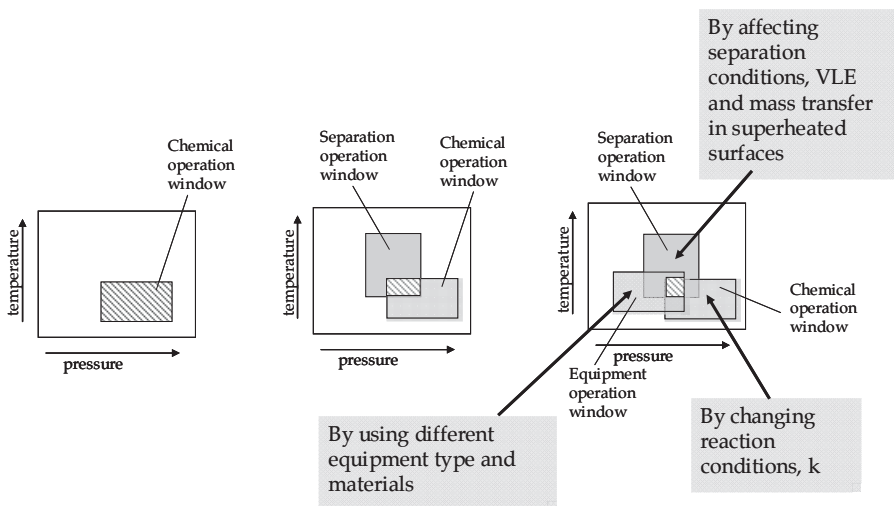 By affecting
separation
conditions, VLE
and mass transfer
in superheated
surfaces
Chemical
operation
window
temperature
pressure
Separation
operation
window
Chemical
operation
window
temperature
pressure
Separation
operation
window
temperature
Chemical
operation
window
pressure
Equipment
operation
window
By using different
equipment type and
materials
By changing
reaction
conditions, k